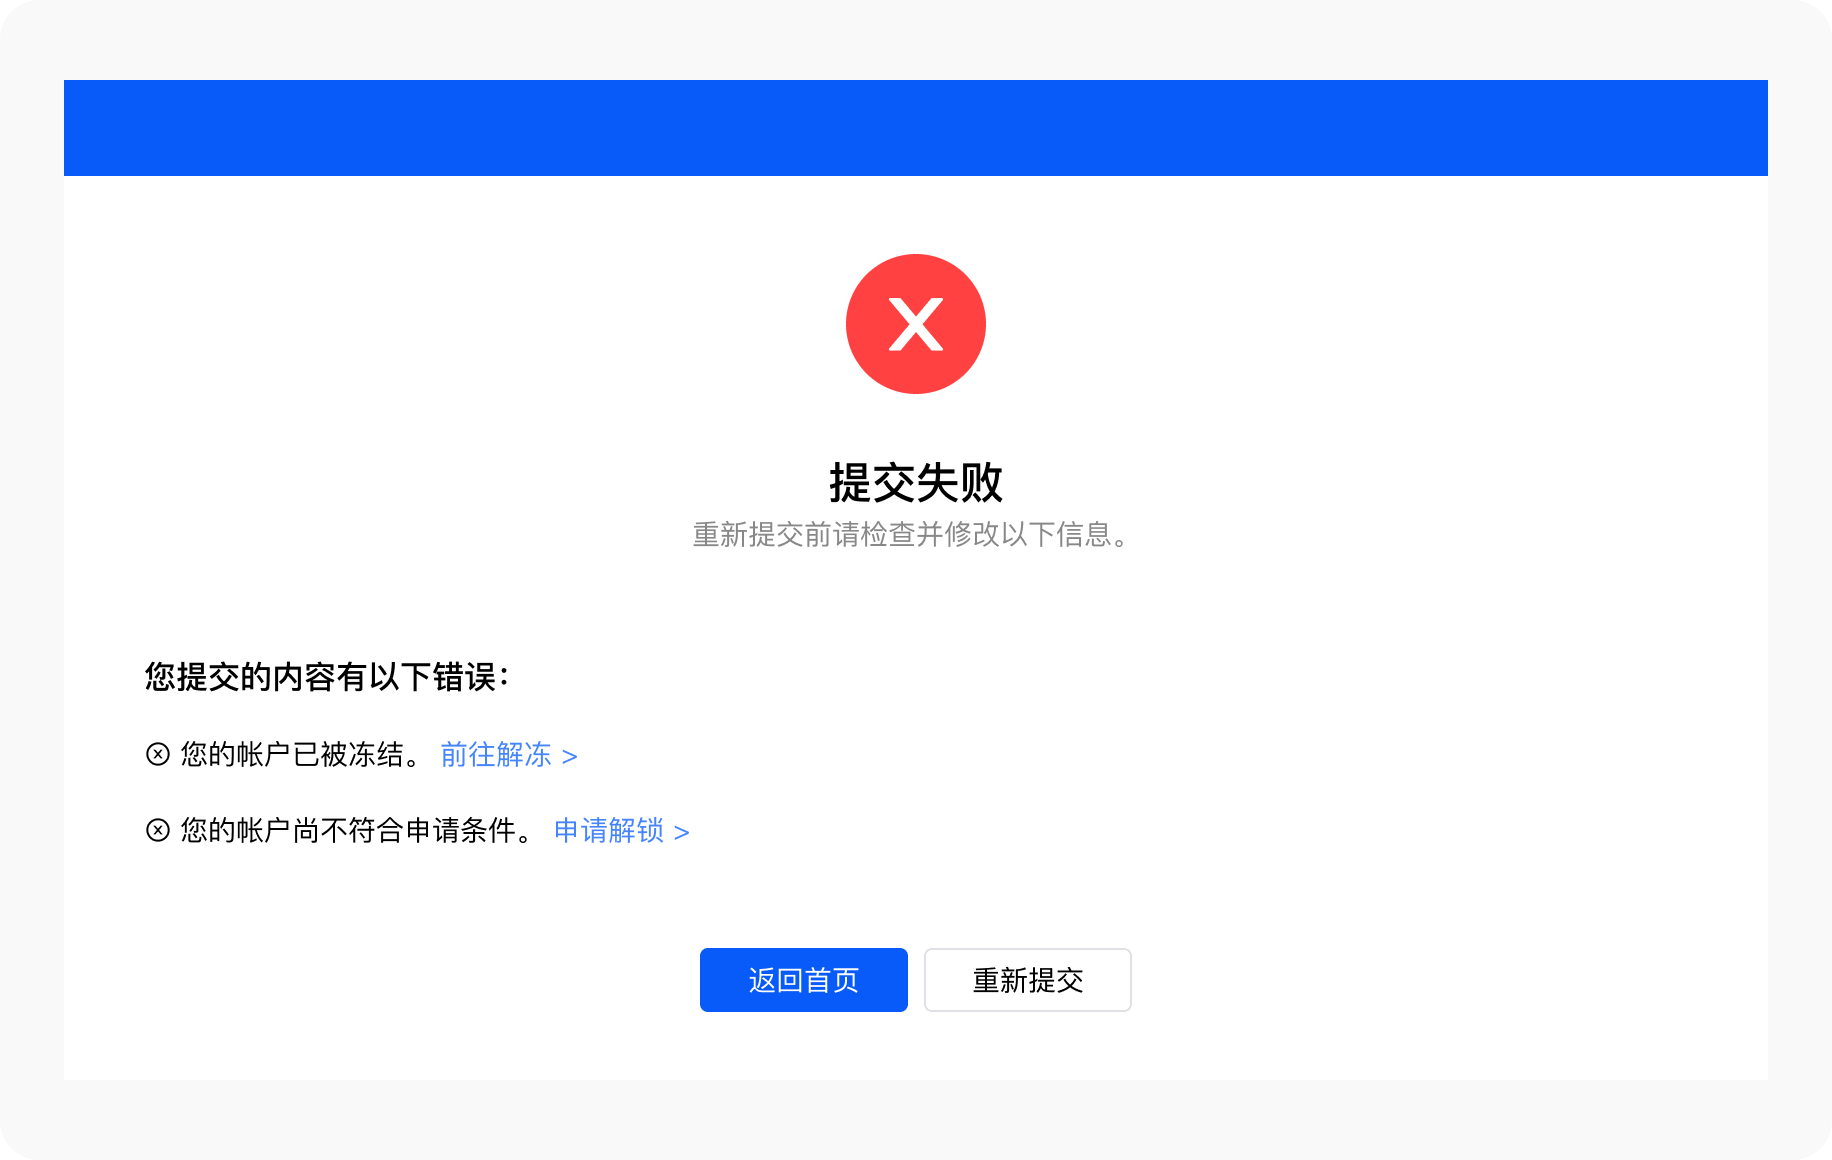 提交失败
重新提交前请检查并修改以下信息。
您提交的内容有以下错误：
您的帐户已被冻结。 前往解冻 >
您的帐户尚不符合申请条件。 申请解锁 >
返回首页
重新提交